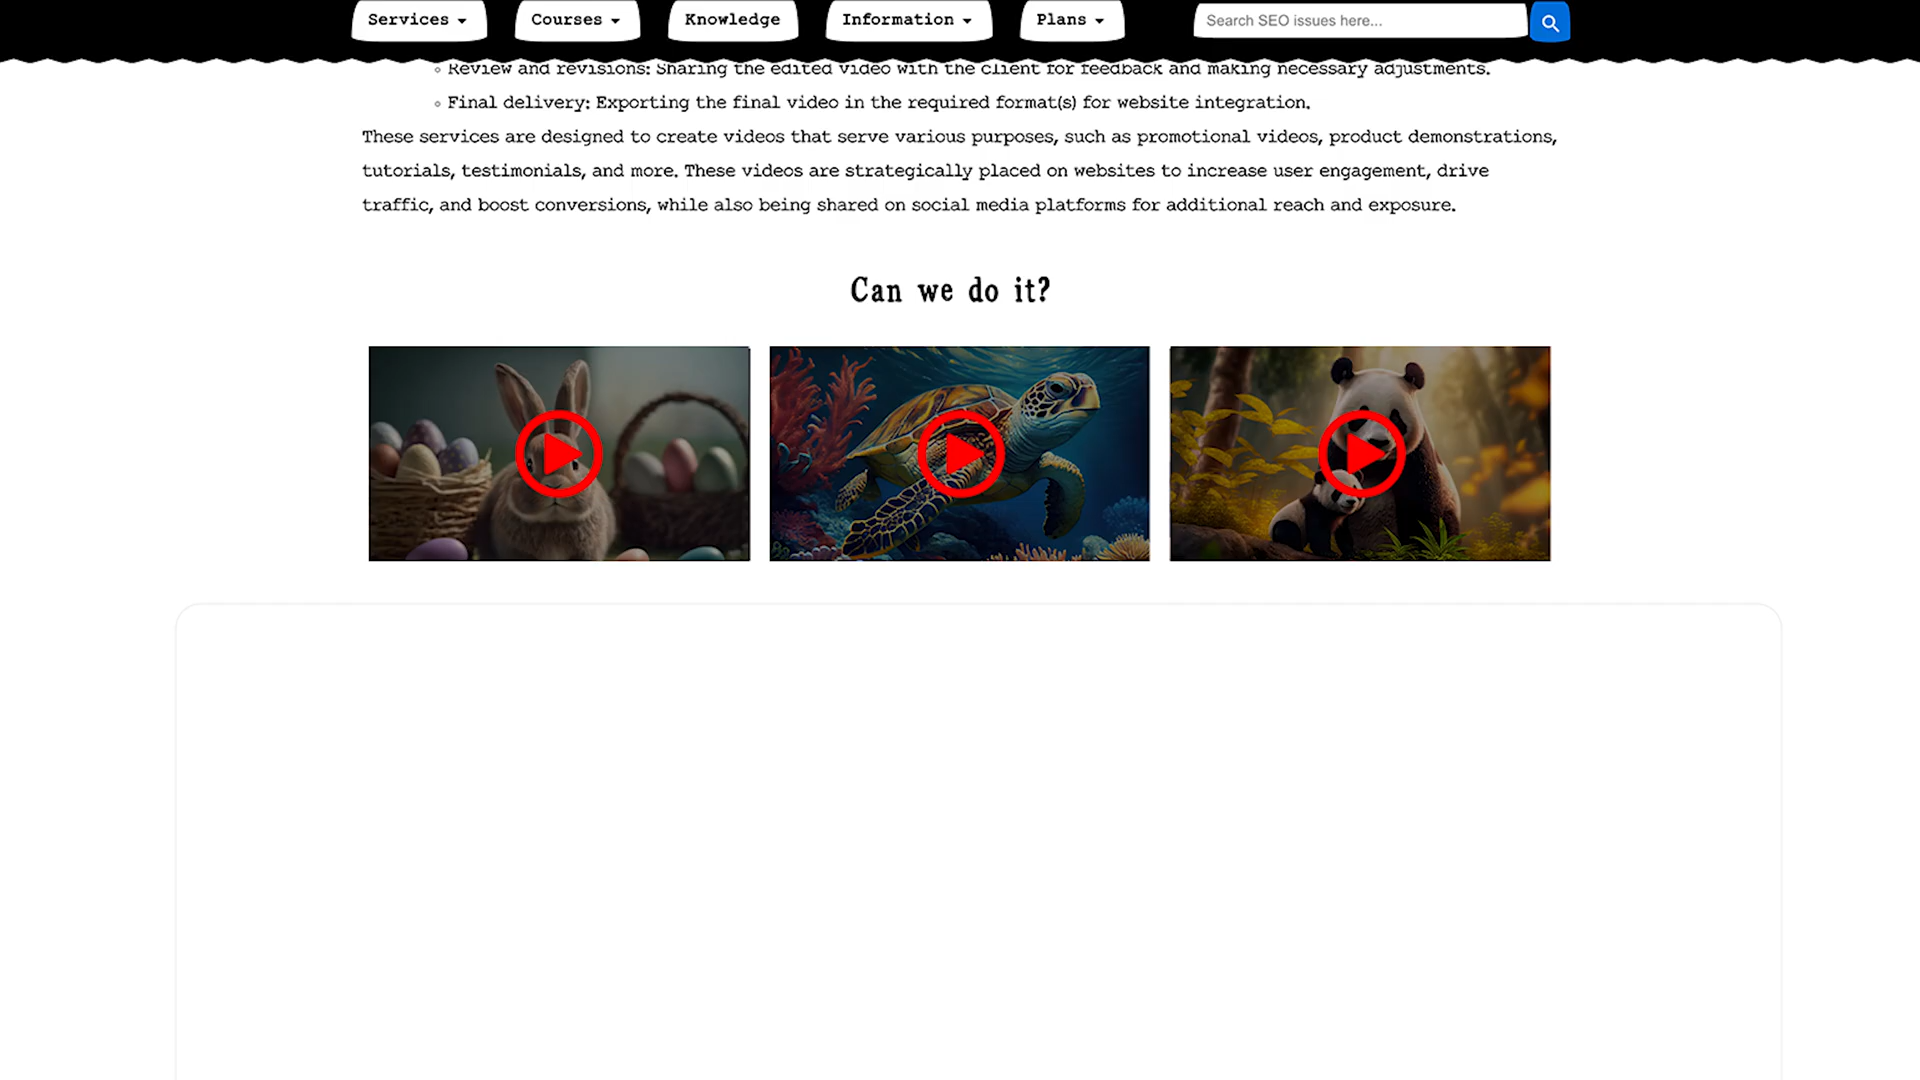 Services
Courses
Knowledge
Information
Plans
Search SEO issues here...
Review and revisions: Sharing the edited video with the client for feedback and making necessary adjustments.
Final delivery: Exporting the final video in the required format(s) for website integration.
These services are designed to create videos that serve various purposes, such as promotional videos, product demonstrations,
tutorials, testimonials, and more. These videos are strategically placed on websites to increase user engagement, drive
traffic, and boost conversions, while also being shared on social media platforms for additional reach and exposure.
Can we do it?